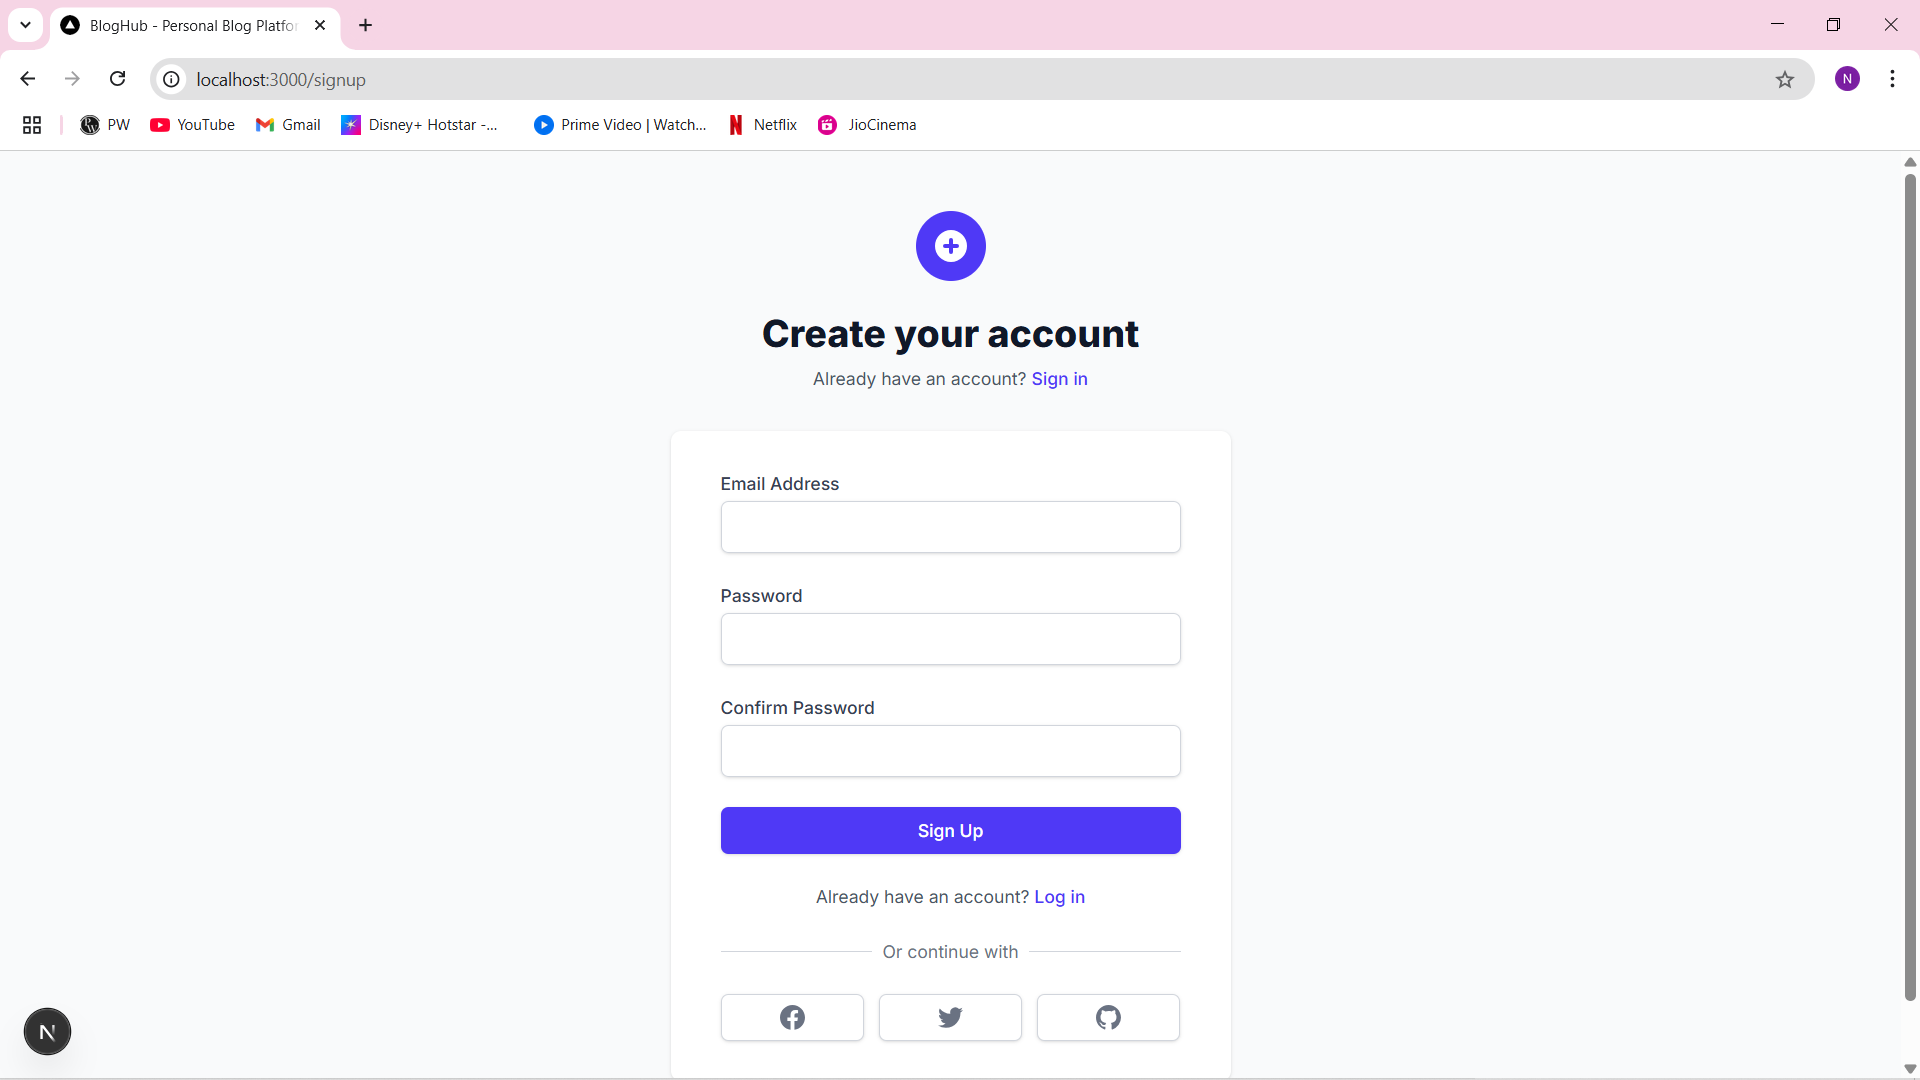 BlogHub - Personal Blog Platfor
localhost:3000/signup
N
PW YouTube Gmail Disney+ Hotstar -... Prime Video | Watch... Netflix JioCinema
Create your account
Already have an account? Sign in
Email Address
Password
Confirm Password
Sign Up
Already have an account? Log in
Or continue with
N